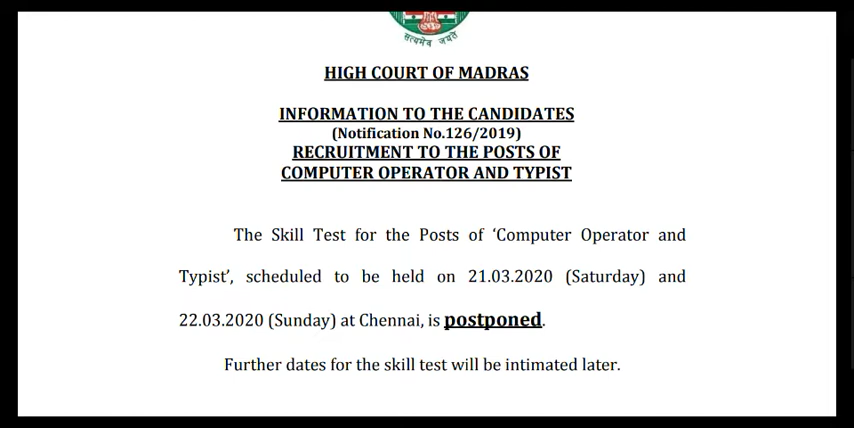 सत्यमेव जयते
HIGH COURT OF MADRAS
INFORMATION TO THE CANDIDATES
(Notification No.126/2019)
RECRUITMENT TO THE POSTS OF
COMPUTER OPERATOR AND TYPIST
The Skill Test for the Posts of ‘Computer Operator and
Typist’, scheduled to be held on 21.03.2020 (Saturday) and
22.03.2020 (Sunday) at Chennai, is postponed.
Further dates for the skill test will be intimated later.